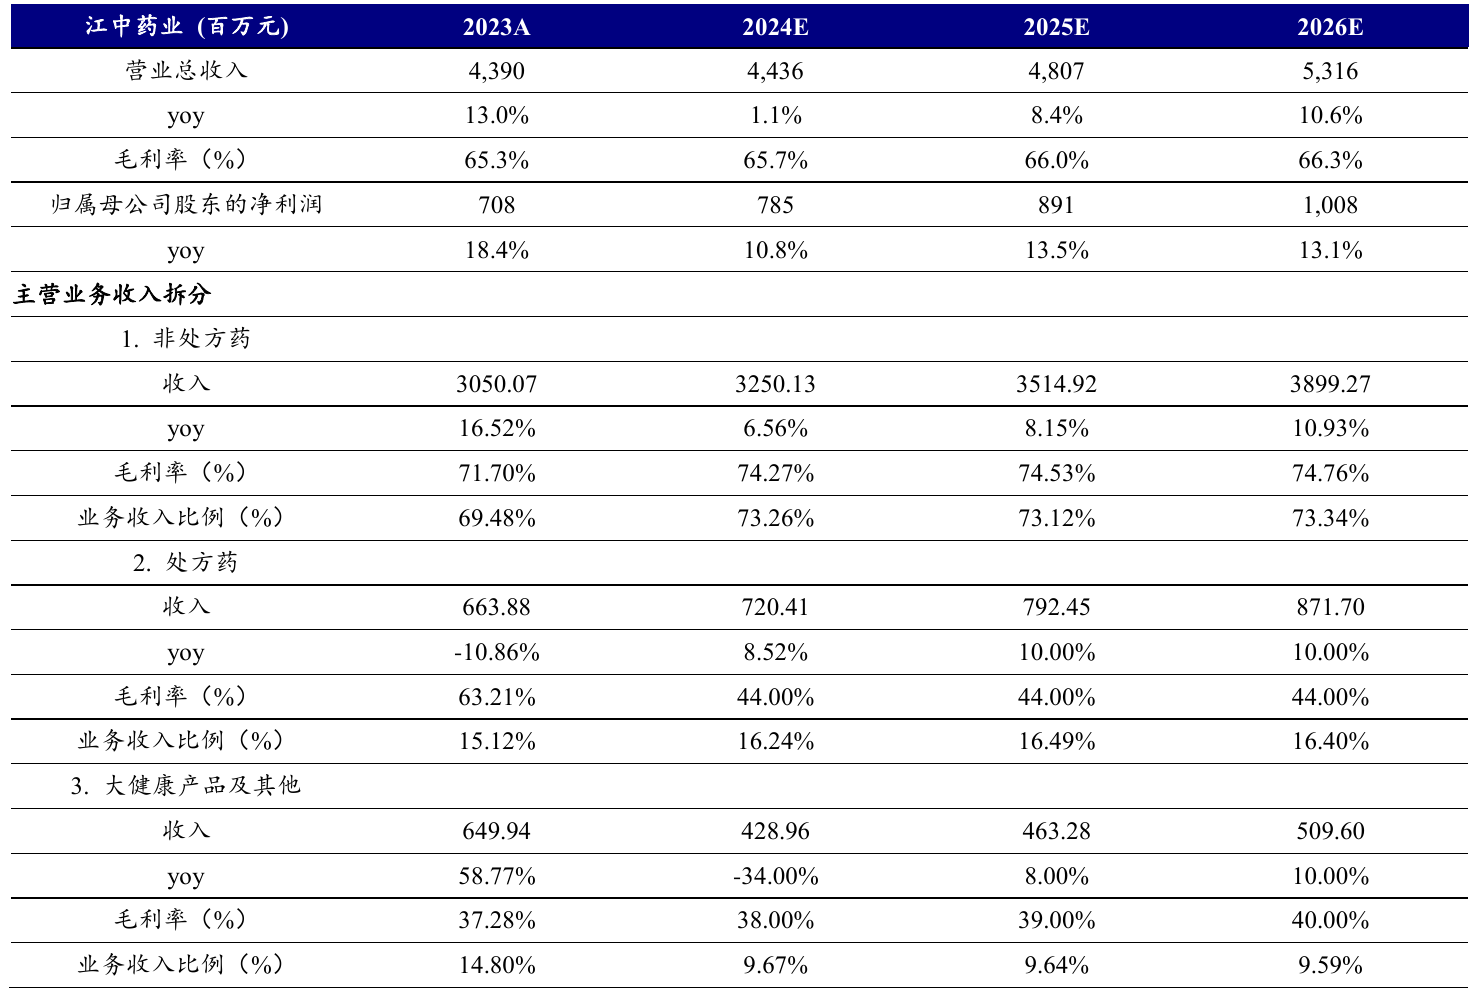 江中药业 (百万元) 2023A 2024E 2025E 2026E
营业总收入 4,390 4,436 4,807 5,316
yoy 13.0% 1.1% 8.4% 10.6%
毛利率（%） 65.3% 65.7% 66.0% 66.3%
归属母公司股东的净利润 708 785 891 1,008
yoy 18.4% 10.8% 13.5% 13.1%
主营业务收入拆分
1. 非处方药
收入 3050.07 3250.13 3514.92 3899.27
yoy 16.52% 6.56% 8.15% 10.93%
毛利率（%） 71.70% 74.27% 74.53% 74.76%
业务收入比例（%） 69.48% 73.26% 73.12% 73.34%
2. 处方药
收入 663.88 720.41 792.45 871.70
yoy -10.86% 8.52% 10.00% 10.00%
毛利率（%） 63.21% 44.00% 44.00% 44.00%
业务收入比例（%） 15.12% 16.24% 16.49% 16.40%
3. 大健康产品及其他
收入 649.94 428.96 463.28 509.60
yoy 58.77% -34.00% 8.00% 10.00%
毛利率（%） 37.28% 38.00% 39.00% 40.00%
业务收入比例（%） 14.80% 9.67% 9.64% 9.59%